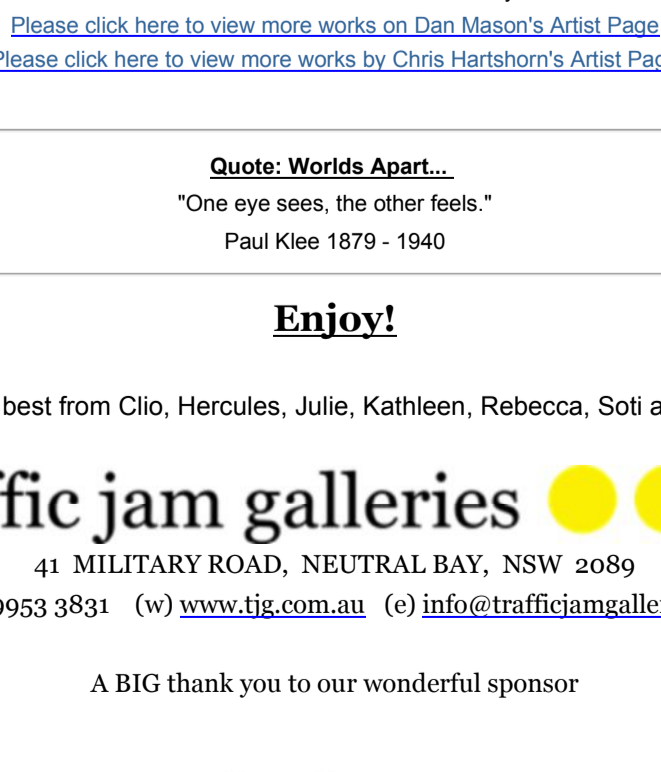 Please click here to view more works on Dan Mason's Artist Page
Please click here to view more works by Chris Hartshorn's Artist Pag
Quote: Worlds Apart...
"One eye sees, the other feels."
Paul Klee 1879 - 1940
Enjoy!
best from Clio, Hercules, Julie, Kathleen, Rebecca, Soti a
ffic jam galleries
41 MILITARY ROAD, NEUTRAL BAY, NSW 2089
9953 3831 (w) www.tjg.com.au (e) info@trafficjamgalle
A BIG thank you to our wonderful sponsor